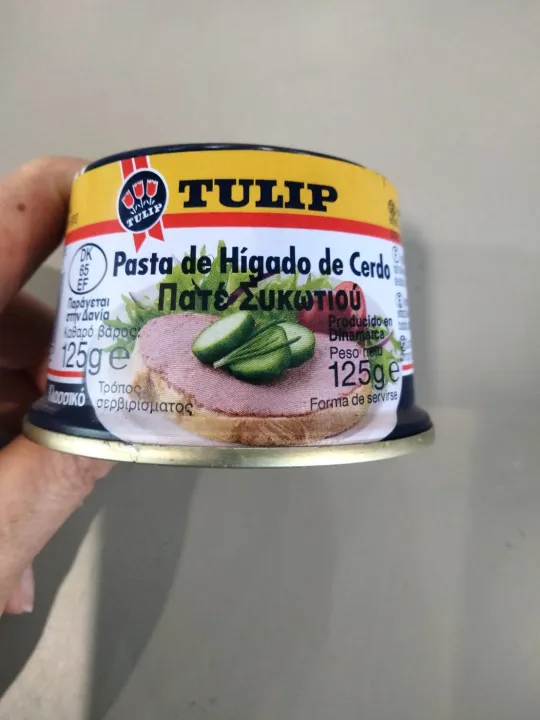 TULIP
TULIP
DK
65
EF
Pasta de Hígado de Cerdo
Πατέ Συκωτιού
Παράγεται
στην Δανία
Καθαρό βάρος:
125g e
Τρόπος
σερβιρίσματος
Producido en
Dinamarca
Peso neto
125g e
Forma de servirse